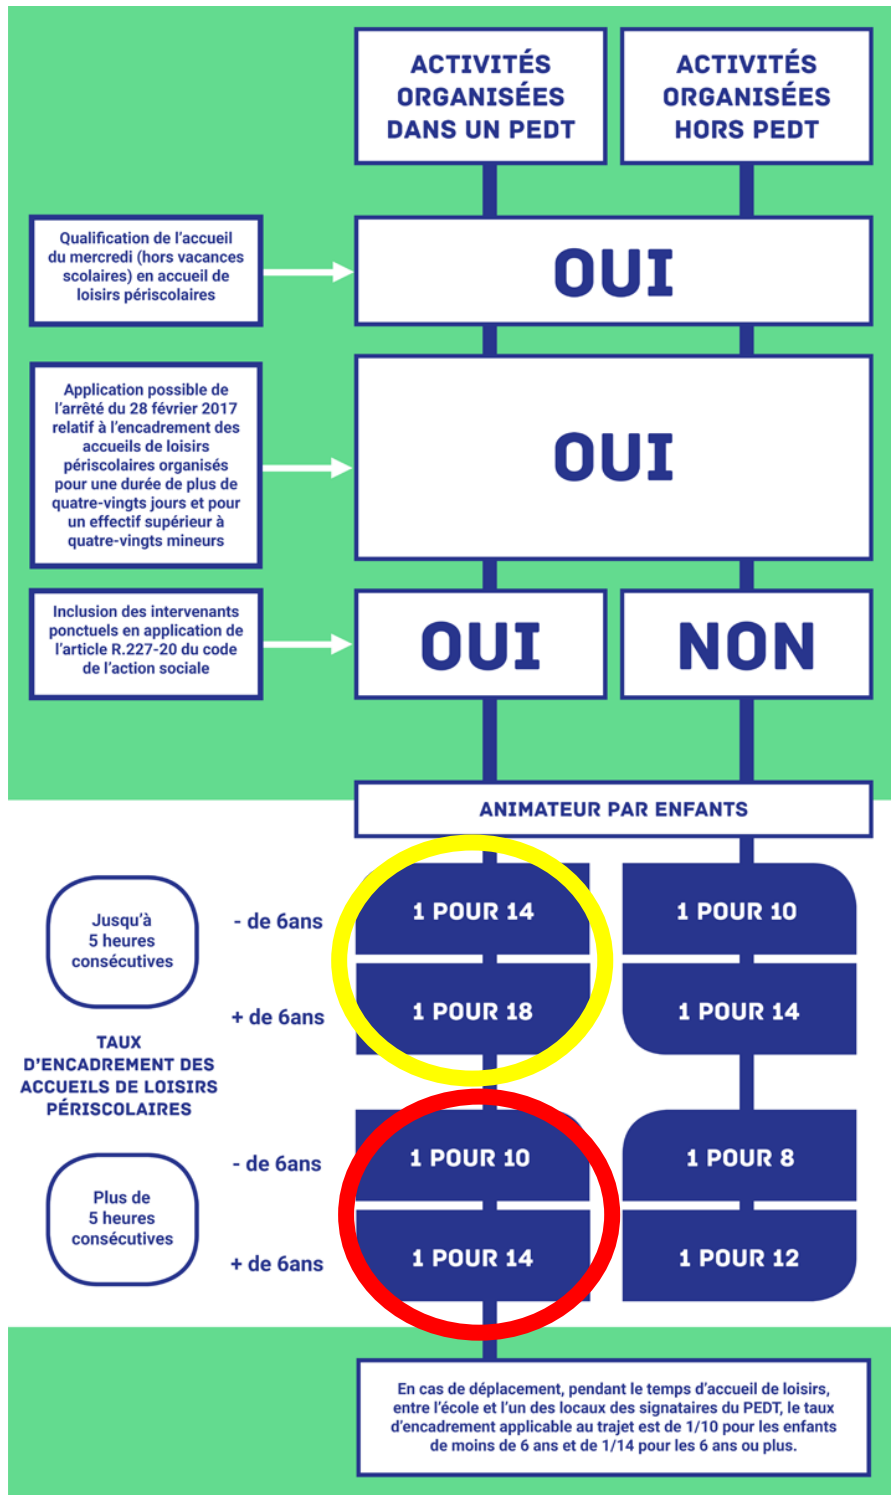 ACTIVITÉS
ORGANISÉES
DANS UN PEDT
ACTIVITÉS
ORGANISÉES
HORS PEDT
Qualification de l'accueil
du mercredi (hors vacances
scolaires) en accueil de
loisirs périscolaires
OUI
Application possible de
l'arrêté du 28 février 2017
relatif à l'encadrement des
accueils de loisirs
périscolaires organisés
pour une durée de plus de
quatre-vingts jours et pour
un effectif supérieur à
quatre-vingts mineurs
OUI
Inclusion des intervenants
ponctuels en application de
l'article R.227-20 du code
de l'action sociale
OUI
NON
ANIMATEUR PAR ENFANTS
TAUX
D'ENCADREMENT DES
ACCUEILS DE LOISIRS
PÉRISCOLAIRES
Jusqu'à
5 heures
consécutives
- de 6ans
1 POUR 14
1 POUR 10
+ de 6ans
1 POUR 18
1 POUR 14
Plus de
5 heures
consécutives
- de 6ans
1 POUR 10
1 POUR 8
+ de 6ans
1 POUR 14
1 POUR 12
En cas de déplacement, pendant le temps d'accueil de loisirs,
entre l'école et l'un des locaux des signataires du PEDT, le taux
d'encadrement applicable au trajet est de 1/10 pour les enfants
de moins de 6 ans et de 1/14 pour les 6 ans ou plus.